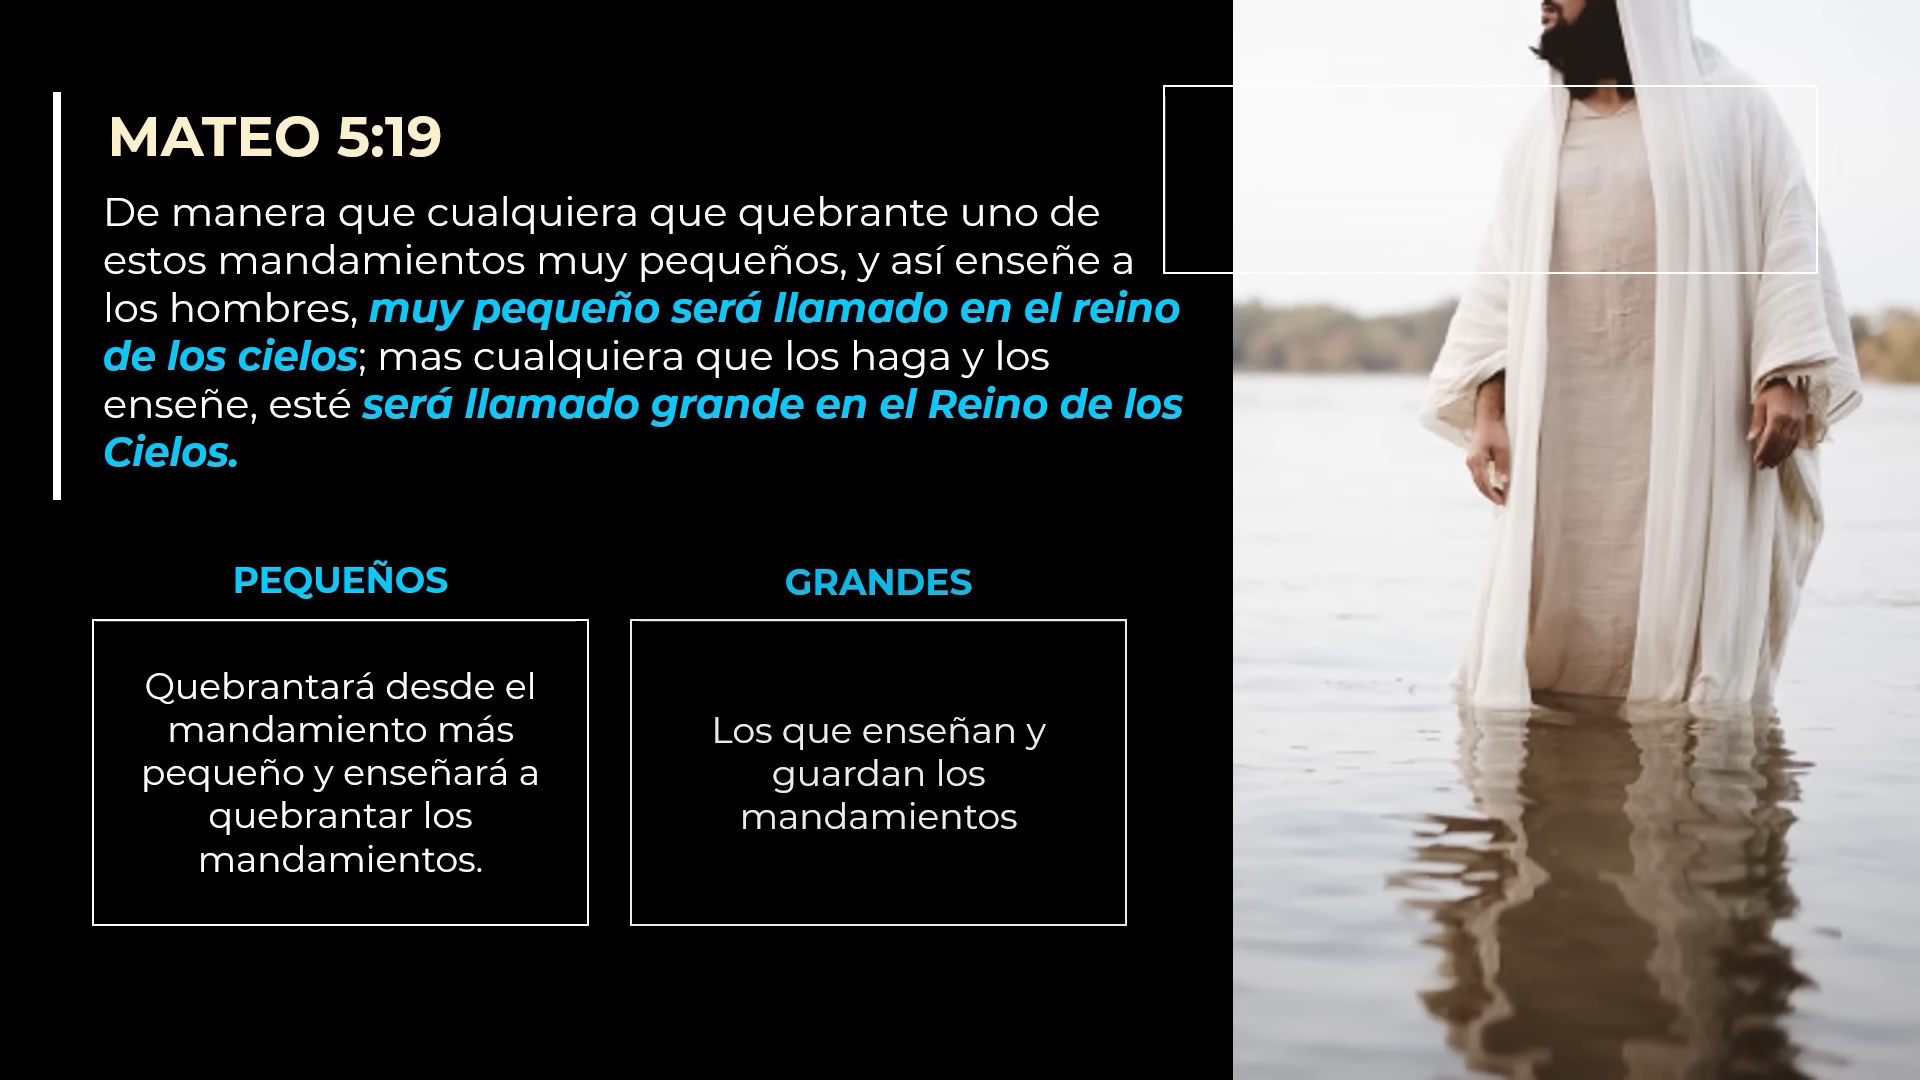 MATEO 5:19
De manera que cualquiera que quebrante uno de
estos mandamientos muy pequeños, y así enseñe a
los hombres, muy pequeño será llamado en el reino
de los cielos; mas cualquiera que los haga y los
enseñe, esté será llamado grande en el Reino de los
Cielos.
PEQUEÑOS
Quebrantará desde el
mandamiento más
pequeño y enseñará a
quebrantar los
mandamientos.
GRANDES
Los que enseñan y
guardan los
mandamientos